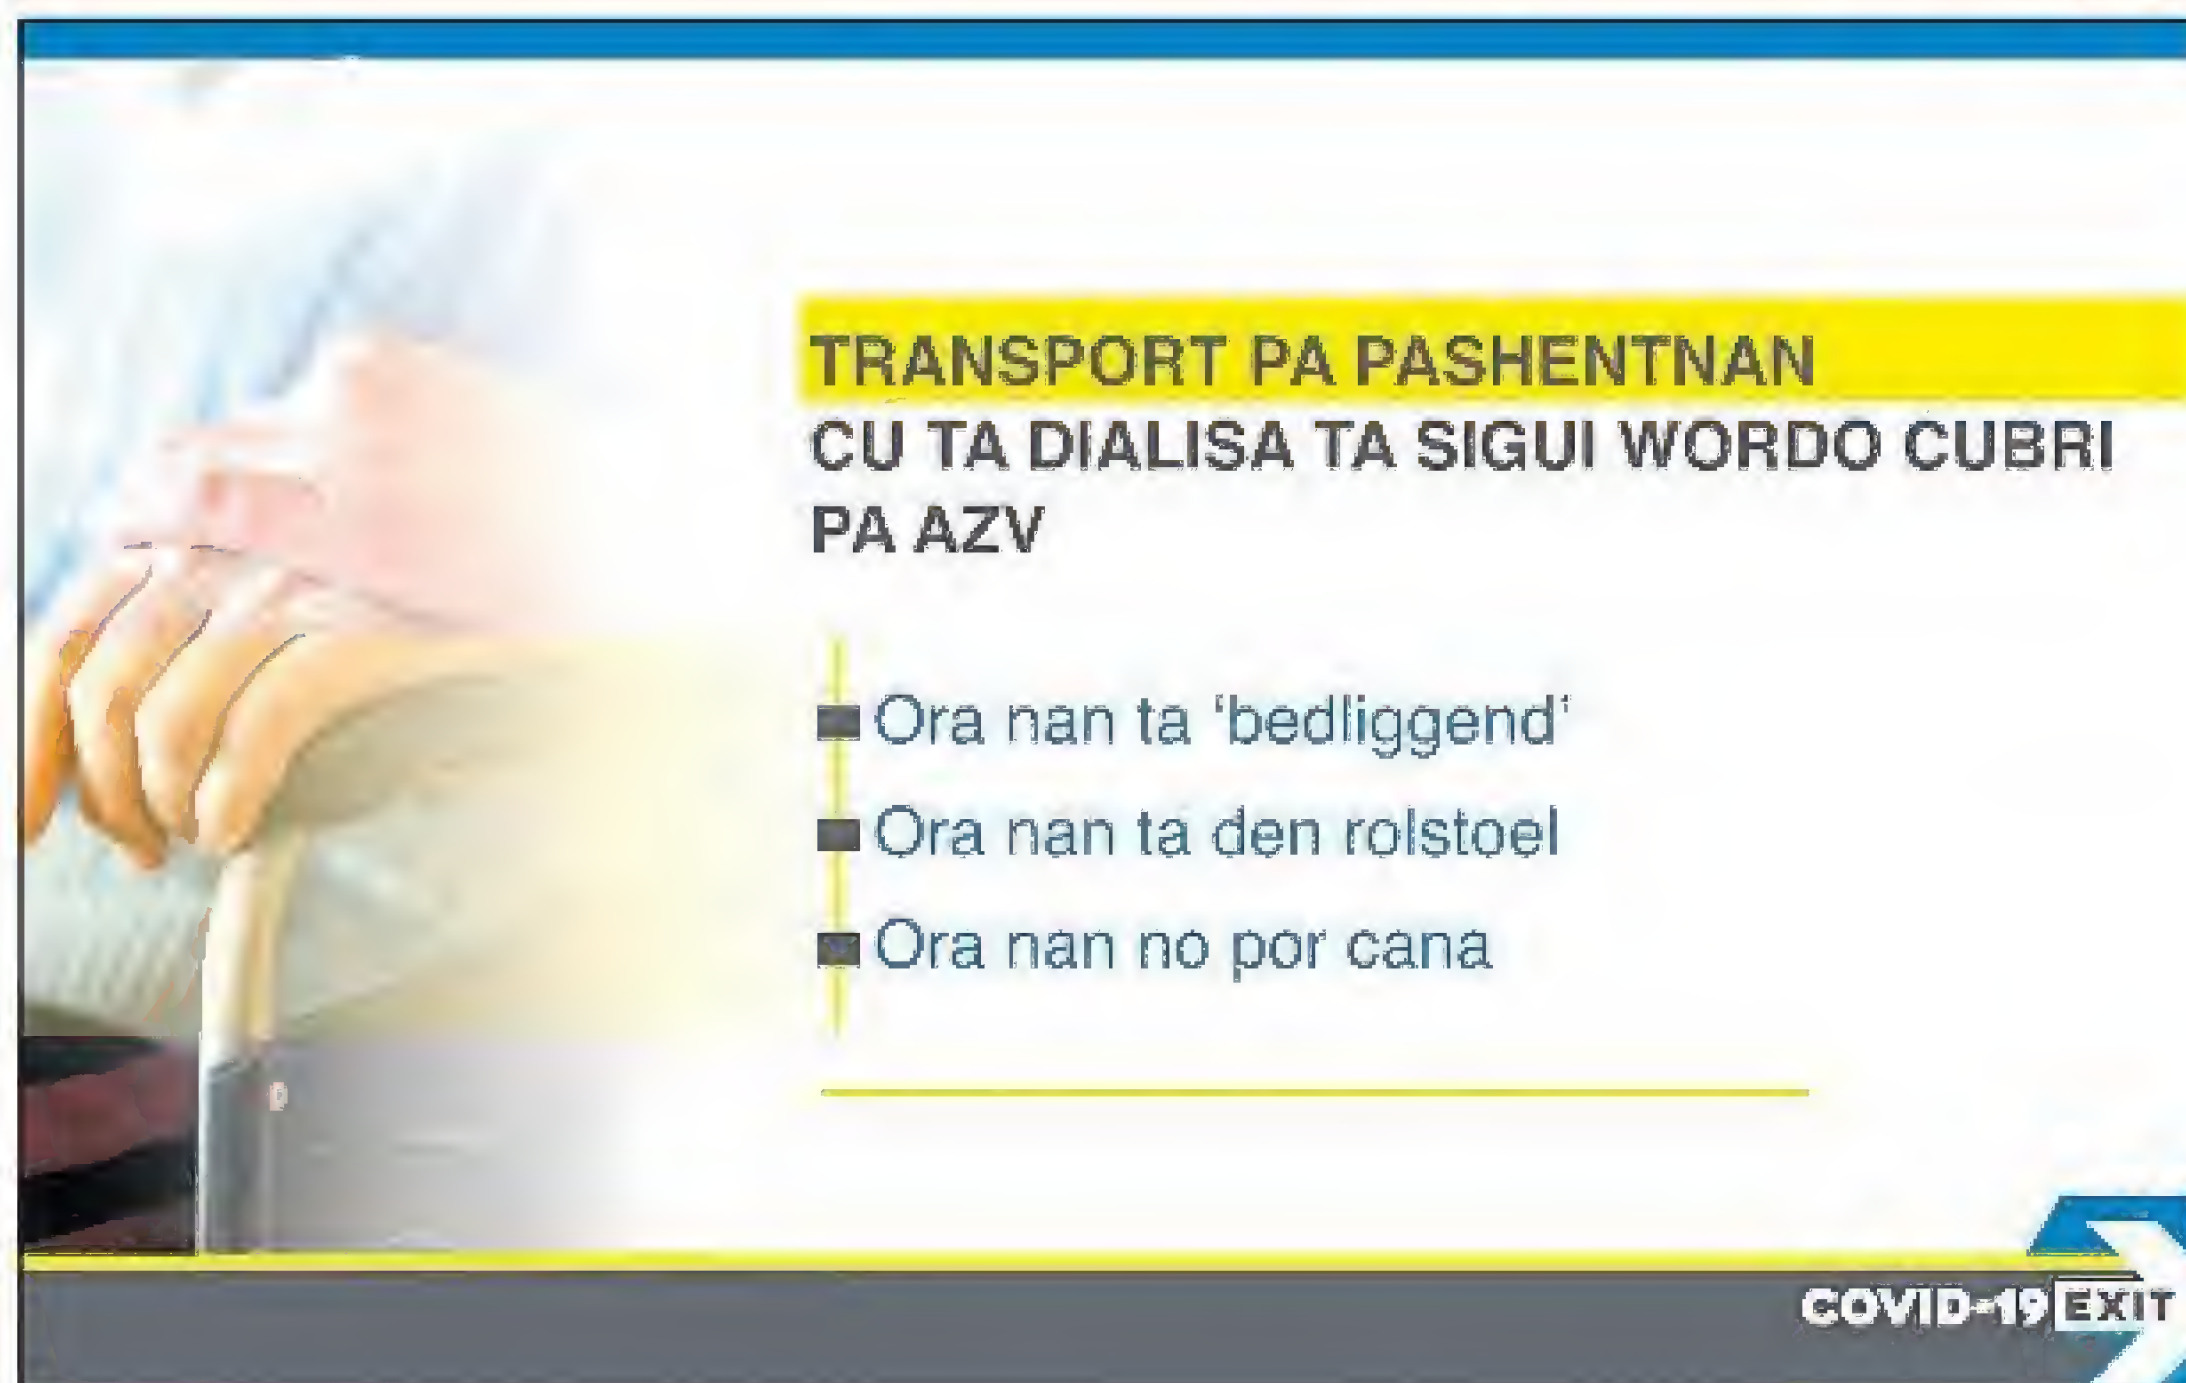 TRANSPORT PA PASHENTNAN
CU TA DIALISA TA SIGUI WORDO CUBRI
PA AZV
Ora nan ta ‘bedliggend’
Ora nan ta den rolstoel
Ora nan no por cana
COVID-19 EXIT